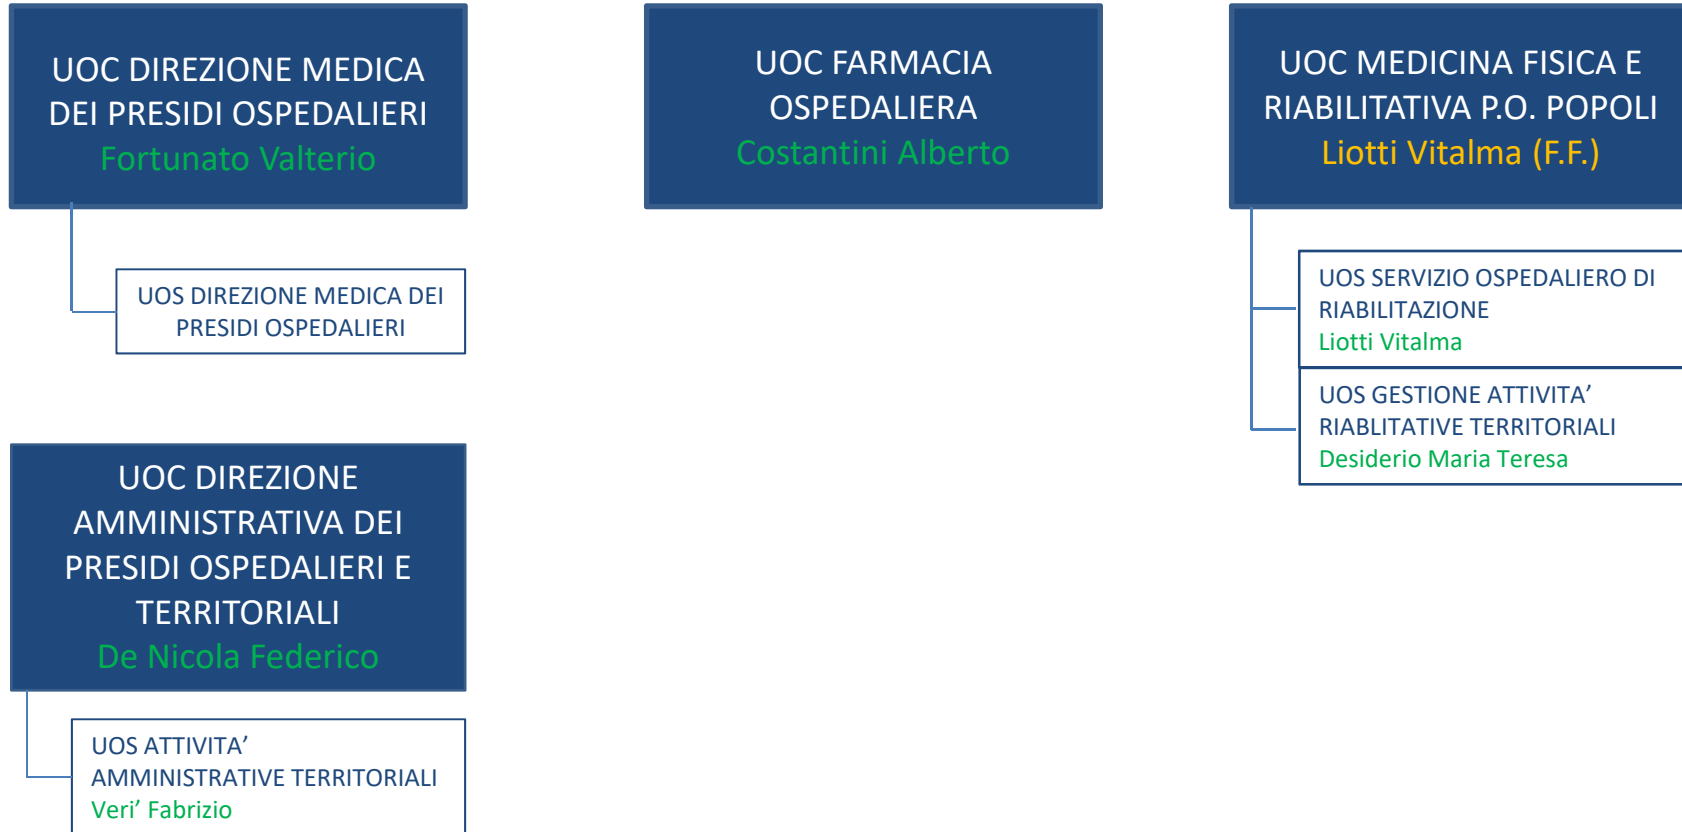 UOC DIREZIONE MEDICA
DEI PRESIDI OSPEDALIERI
Fortunato Valterio
UOS DIREZIONE MEDICA DEI
PRESIDI OSPEDALIERI
UOC DIREZIONE
AMMINISTRATIVA DEI
PRESIDI OSPEDALIERI E
TERRITORIALI
De Nicola Federico
UOS ATTIVITA’
AMMINISTRATIVE TERRITORIALI
Veri’ Fabrizio
UOC FARMACIA
OSPEDALIERA
Costantini Alberto
UOC MEDICINA FISICA E
RIABILITATIVA P.O. POPOLI
Liotti Vitalma (F.F.)
UOS SERVIZIO OSPEDALIERO DI
RIABILITAZIONE
Liotti Vitalma
UOS GESTIONE ATTIVITA’
RIABLITATIVE TERRITORIALI
Desiderio Maria Teresa